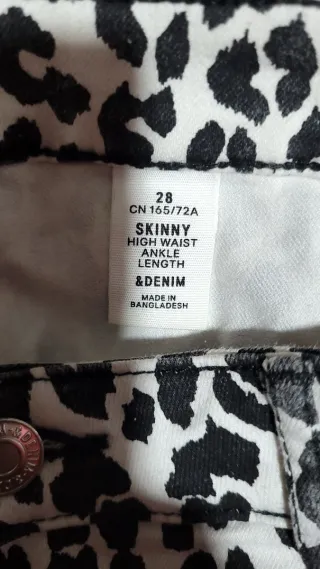 28
CN 165/72A
SKINNY
HIGH WAIST
ANKLE
LENGTH
&DENIM
MADE IN
BANGLADESH